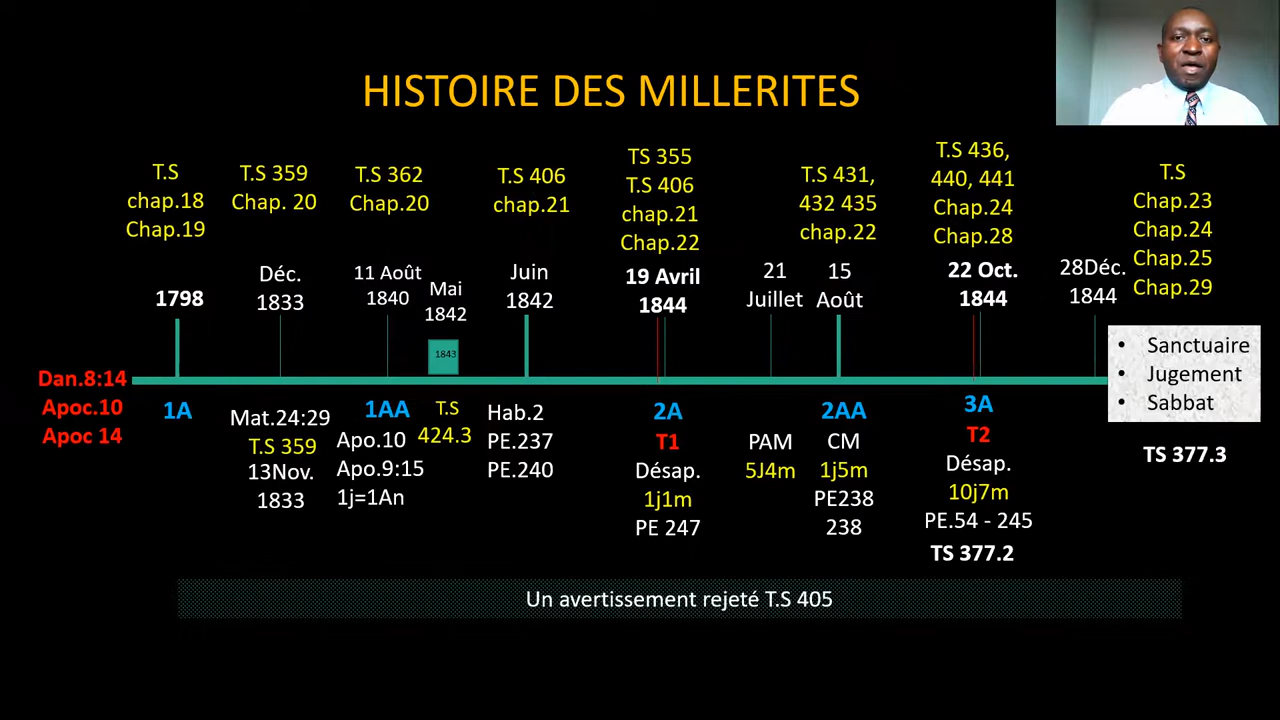 HISTOIRE DES MILLERITES
T.S
chap.18
Chap.19
T.S 359
Chap. 20
T.S 362
Chap.20
T.S 406
chap.21
TS 355
T.S 406
chap.21
Chap.22
T.S 431,
432 435
chap.22
T.S 436,
440, 441
Chap.24
Chap.28
T.S
Chap.23
Chap.24
Chap.25
Chap.29
1798
Déc.
1833
11 Août
1840
Mai
1842
1843
Juin
1842
19 Avril
1844
21
Juillet
15
Août
22 Oct.
1844
28Déc.
1844
• Sanctuaire
• Jugement
• Sabbat
TS 377.3
Dan.8:14
Apoc.10
Apoc 14
1A
Mat.24:29
T.S 359
13Nov.
1833
1AA
Apo.10
Apo.9:15
1j=1An
T.S
424.3
Hab.2
PE.237
PE.240
2A
T1
Désap.
1j1m
PE 247
PAM
5J4m
2AA
CM
1j5m
PE238
238
3A
T2
Désap.
10j7m
PE.54 - 245
TS 377.2
Un avertissement rejeté T.S 405